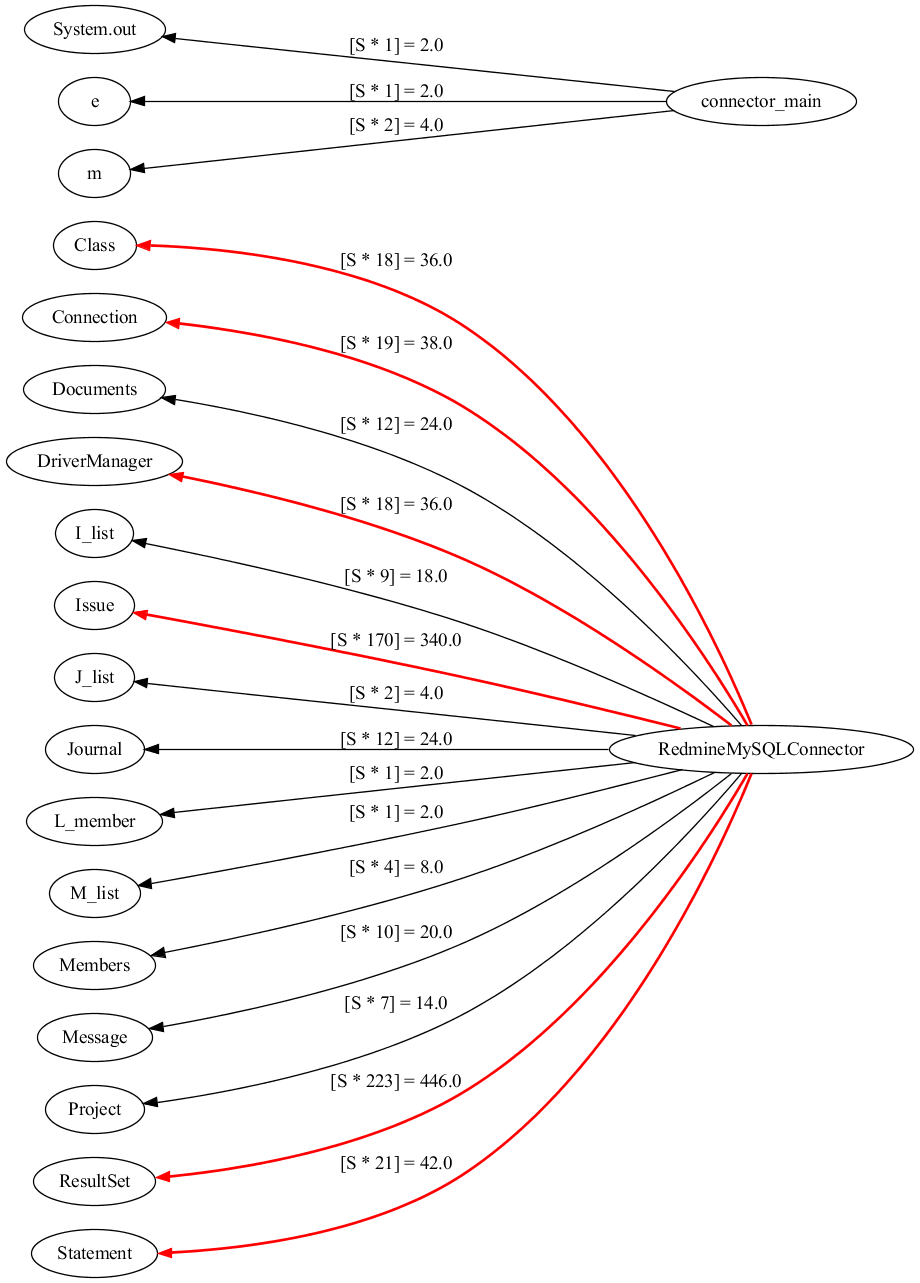 System.out
[S * 1] = 2.0
e
[S * 1] = 2.0
connector_main
[S * 2] = 4.0
m
Class
[S * 18] = 36.0
Connection
[S * 19] = 38.0
Documents
[S * 12] = 24.0
DriverManager
[S * 18] = 36.0
I_list
[S * 9] = 18.0
Issue
[S * 170] = 340.0
J_list
[S * 2] = 4.0
Journal
[S * 12] = 24.0
RedmineMySQLConnector
[S * 1] = 2.0
L_member
[S * 1] = 2.0
M_list
[S * 4] = 8.0
Members
[S * 10] = 20.0
Message
[S * 7] = 14.0
Project
[S * 223] = 446.0
ResultSet
[S * 21] = 42.0
Statement